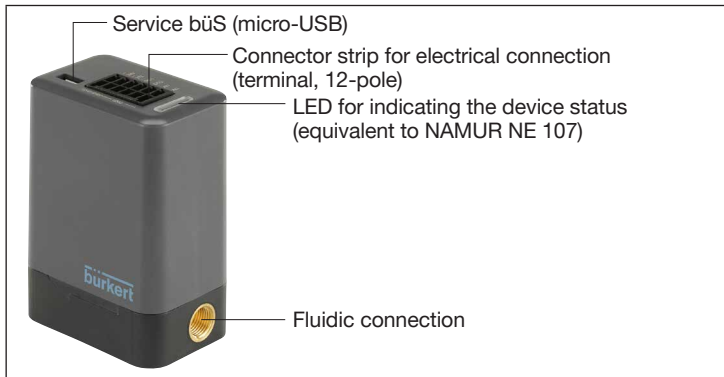 Service büS (micro-USB)
Connector strip for electrical connection
(terminal, 12-pole)
LED for indicating the device status
(equivalent to NAMUR NE 107)
bürkert
Fluidic connection